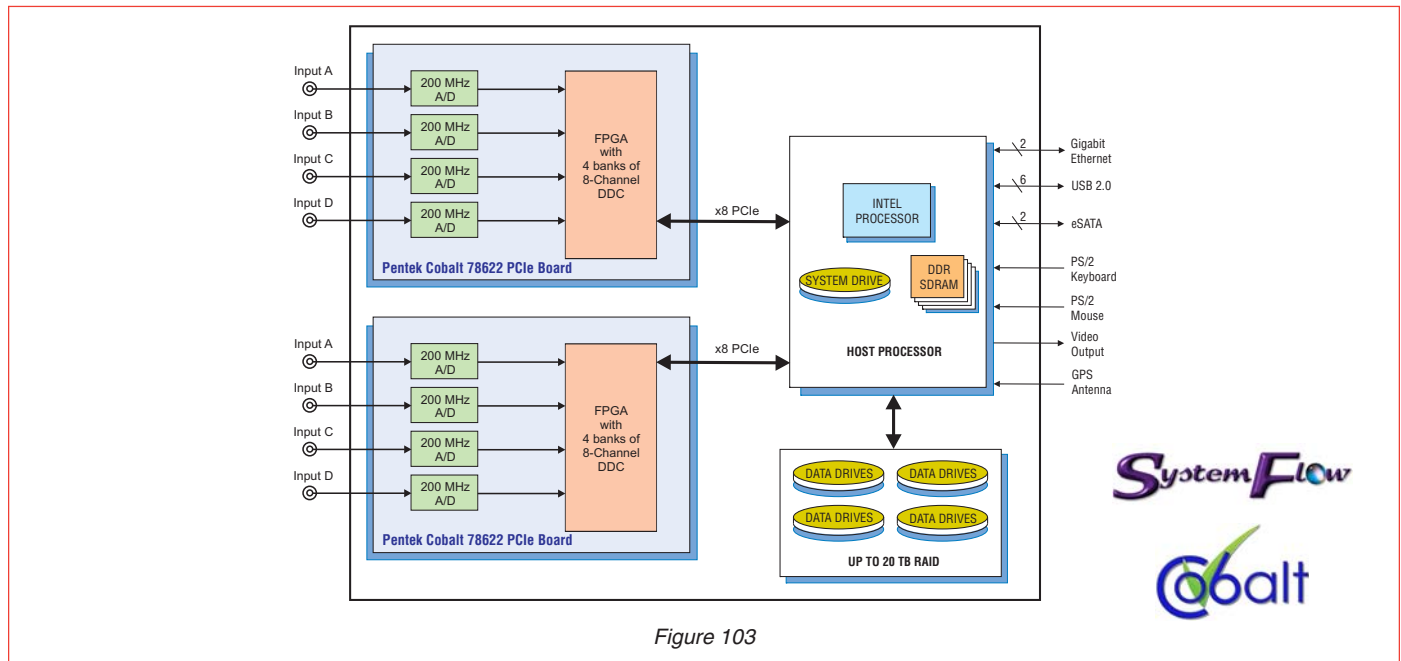 Input A
200 MHz
A/D
Input B
200 MHz
A/D
Input C
200 MHz
A/D
Input D
200 MHz
A/D
FPGA
with
4 banks of
8-Channel
DDC
Pentek Cobalt 78622 PCIe Board
x8 PCIe
Input A
200 MHz
A/D
Input B
200 MHz
A/D
Input C
200 MHz
A/D
Input D
200 MHz
A/D
FPGA
with
4 banks of
8-Channel
DDC
Pentek Cobalt 78622 PCIe Board
x8 PCIe
INTEL
PROCESSOR
SYSTEM DRIVE
DDR
SDRAM
HOST PROCESSOR
2
Gigabit
Ethernet
6
USB 2.0
2
eSATA
PS/2
Keyboard
PS/2
Mouse
Video
Output
GPS
Antenna
DATA DRIVES
DATA DRIVES
DATA DRIVES
DATA DRIVES
UP TO 20 TB RAID
SystemFlow
Cobalt
Figure 103